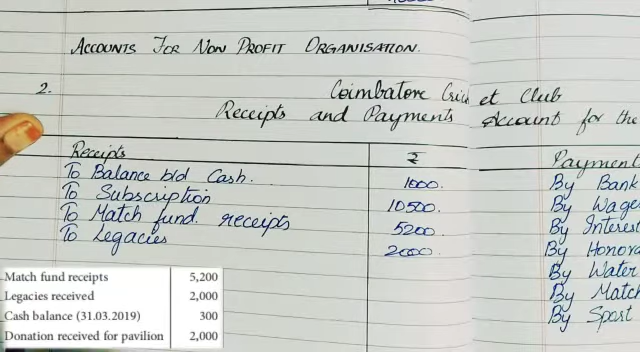 ACCOUNTS FOR NON PROFIT ORGANISATION.
2.
Coimbatore Cric et Club
Receipts and Payments Account for the
Receipts ₹ Payment
To Balance b/d Cash. 1000. By Bank
To Subscription 10500. By Wage
To Match fund receipts 5200. By Interest
To Legacies 2000. By Honora
By Water
By Match
By Sport
Match fund receipts 5,200
Legacies received 2,000
Cash balance (31.03.2019) 300
Donation received for pavilion 2,000